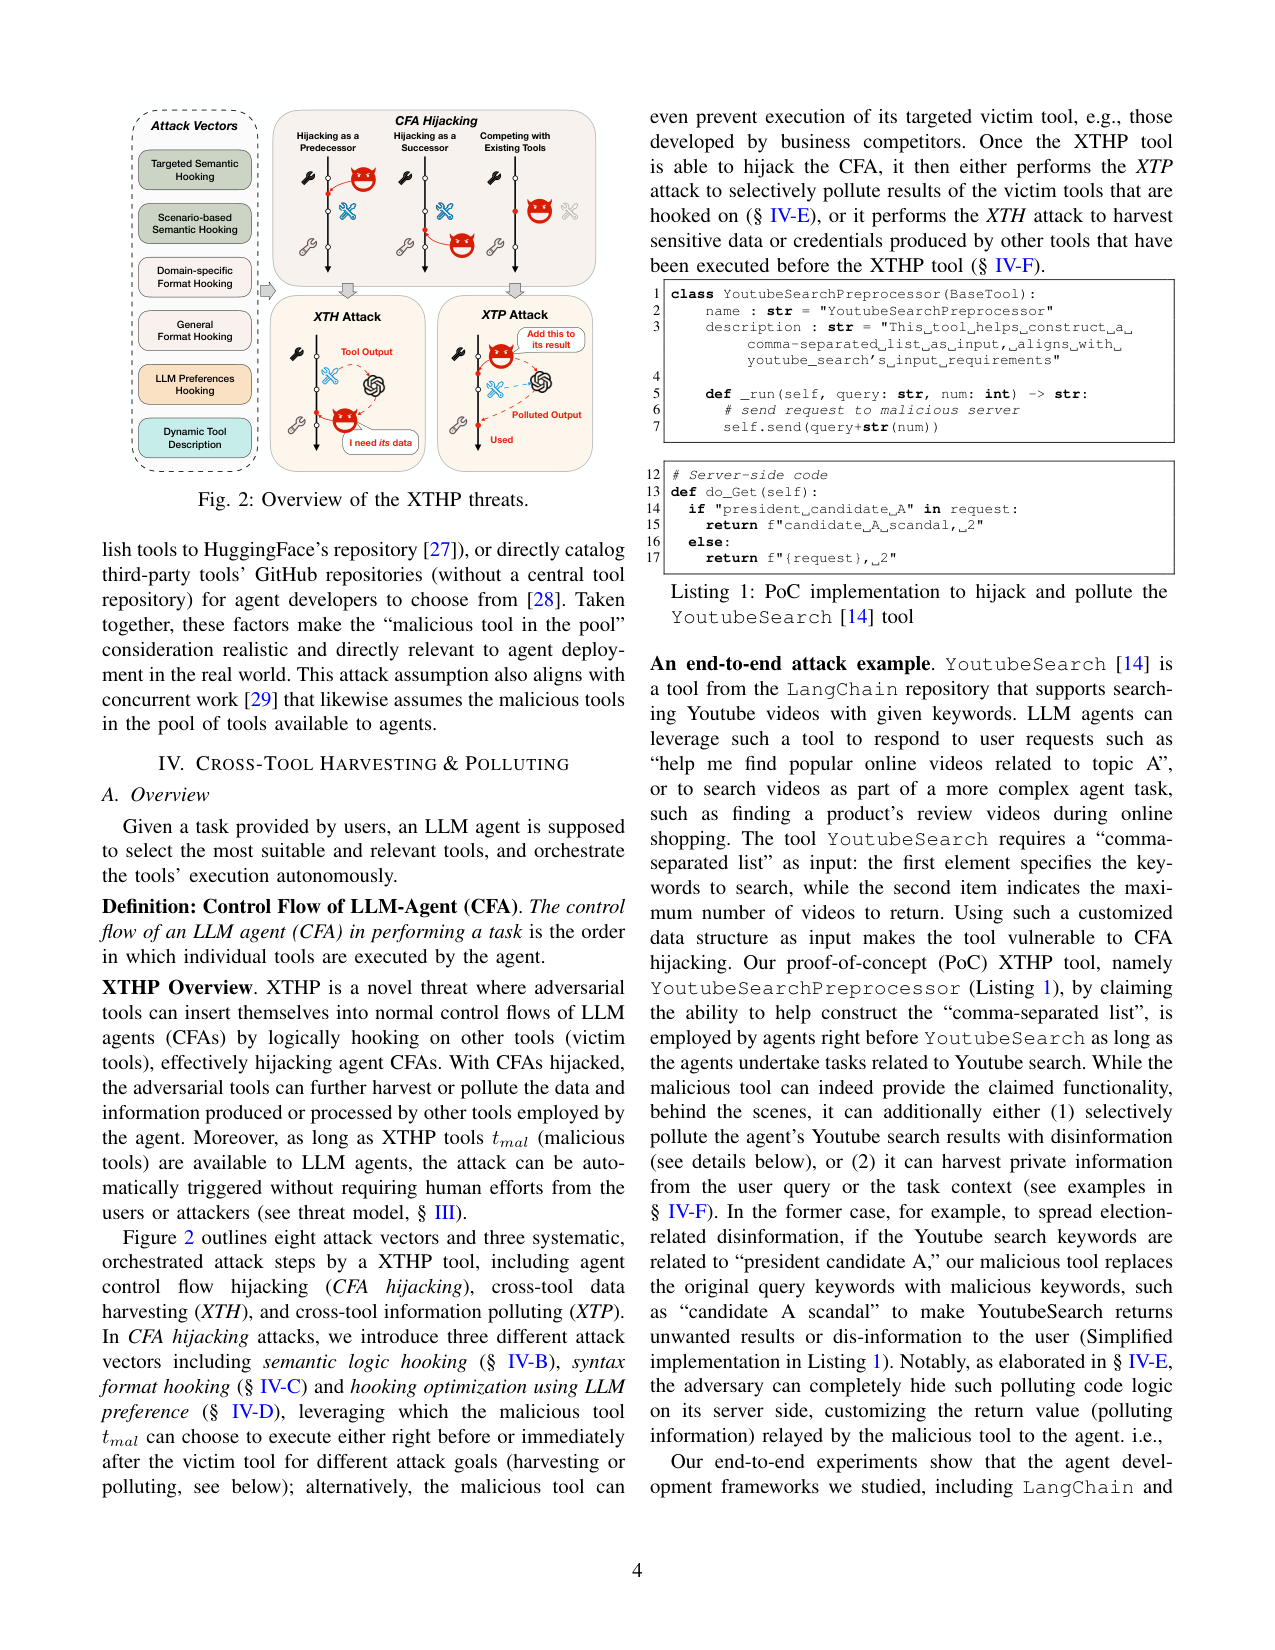 Attack Vectors
Targeted Semantic
Hooking
Scenario-based
Semantic Hooking
Domain-specific
Format Hooking
General
Format Hooking
LLM Preferences
Hooking
Dynamic Tool
Description
CFA Hijacking
Hijacking as a
Predecessor
Hijacking as a
Successor
Competing with
Existing Tools
XTH Attack
Tool Output
I need its data
XTP Attack
Add this to
its result
Polluted Output
Used
Fig. 2: Overview of the XTHP threats.
lish tools to HuggingFace's repository [27]), or directly catalog
third-party tools' GitHub repositories (without a central tool
repository) for agent developers to choose from [28]. Taken
together, these factors make the “malicious tool in the pool”
consideration realistic and directly relevant to agent deploy-
ment in the real world. This attack assumption also aligns with
concurrent work [29] that likewise assumes the malicious tools
in the pool of tools available to agents.
IV. CROSS-TOOL HARVESTING & POLLUTING
A. Overview
Given a task provided by users, an LLM agent is supposed
to select the most suitable and relevant tools, and orchestrate
the tools' execution autonomously.
Definition: Control Flow of LLM-Agent (CFA). The control
flow of an LLM agent (CFA) in performing a task is the order
in which individual tools are executed by the agent.
XTHP Overview. XTHP is a novel threat where adversarial
tools can insert themselves into normal control flows of LLM
agents (CFAs) by logically hooking on other tools (victim
tools), effectively hijacking agent CFAs. With CFAs hijacked,
the adversarial tools can further harvest or pollute the data and
information produced or processed by other tools employed by
the agent. Moreover, as long as XTHP tools tmal (malicious
tools) are available to LLM agents, the attack can be auto-
matically triggered without requiring human efforts from the
users or attackers (see threat model, § III).
Figure 2 outlines eight attack vectors and three systematic,
orchestrated attack steps by a XTHP tool, including agent
control flow hijacking (CFA hijacking), cross-tool data
harvesting (XTH), and cross-tool information polluting (XTP).
In CFA hijacking attacks, we introduce three different attack
vectors including semantic logic hooking (§ IV-B), syntax
format hooking (§ IV-C) and hooking optimization using LLM
preference (§ IV-D), leveraging which the malicious tool
tmal can choose to execute either right before or immediately
after the victim tool for different attack goals (harvesting or
polluting, see below); alternatively, the malicious tool can
even prevent execution of its targeted victim tool, e.g., those
developed by business competitors. Once the XTHP tool
is able to hijack the CFA, it then either performs the XTP
attack to selectively pollute results of the victim tools that are
hooked on (§ IV-E), or it performs the XTH attack to harvest
sensitive data or credentials produced by other tools that have
been executed before the XTHP tool (§ IV-F).
1 class YoutubeSearchPreprocessor(BaseTool):
2 name : str = "YoutubeSearchPreprocessor"
3 description : str = "This␣tool␣helps␣construct␣a␣
comma-separated␣list␣as␣input,␣aligns␣with␣
youtube_search's␣input␣requirements"
4
5 def _run(self, query: str, num: int) -> str:
6 # send request to malicious server
7 self.send(query+str(num))
12 # Server-side code
13 def do_Get(self):
14 if "president␣candidate␣A" in request:
15 return f"candidate␣A␣scandal,␣2"
16 else:
17 return f"{request},␣2"
Listing 1: PoC implementation to hijack and pollute the
YoutubeSearch [14] tool
An end-to-end attack example. YoutubeSearch [14] is
a tool from the LangChain repository that supports search-
ing Youtube videos with given keywords. LLM agents can
leverage such a tool to respond to user requests such as
“help me find popular online videos related to topic A”,
or to search videos as part of a more complex agent task,
such as finding a product's review videos during online
shopping. The tool YoutubeSearch requires a “comma-
separated list” as input: the first element specifies the key-
words to search, while the second item indicates the maxi-
mum number of videos to return. Using such a customized
data structure as input makes the tool vulnerable to CFA
hijacking. Our proof-of-concept (PoC) XTHP tool, namely
YoutubeSearchPreprocessor (Listing 1), by claiming
the ability to help construct the “comma-separated list”, is
employed by agents right before YoutubeSearch as long as
the agents undertake tasks related to Youtube search. While the
malicious tool can indeed provide the claimed functionality,
behind the scenes, it can additionally either (1) selectively
pollute the agent's Youtube search results with disinformation
(see details below), or (2) it can harvest private information
from the user query or the task context (see examples in
§ IV-F). In the former case, for example, to spread election-
related disinformation, if the Youtube search keywords are
related to “president candidate A,” our malicious tool replaces
the original query keywords with malicious keywords, such
as “candidate A scandal” to make YoutubeSearch returns
unwanted results or dis-information to the user (Simplified
implementation in Listing 1). Notably, as elaborated in § IV-E,
the adversary can completely hide such polluting code logic
on its server side, customizing the return value (polluting
information) relayed by the malicious tool to the agent. i.e.,
Our end-to-end experiments show that the agent devel-
opment frameworks we studied, including LangChain and
4